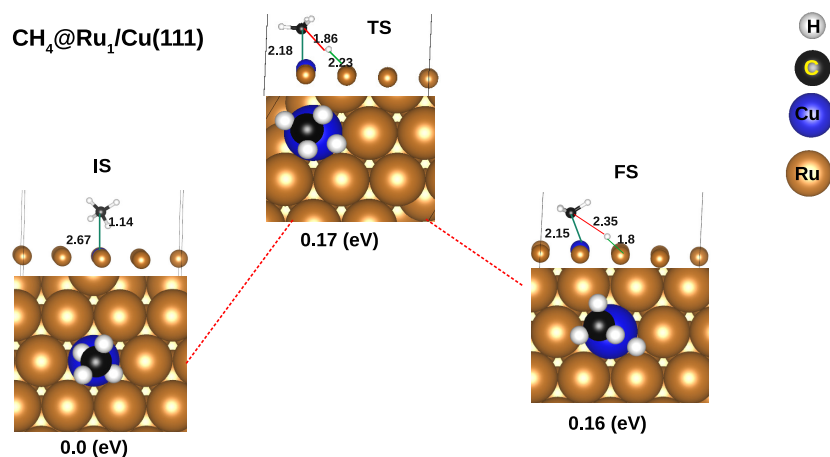 CH₄@Ru₁/Cu(111)
TS
1.86
2.18
2.23
0.17 (eV)
IS
1.14
2.67
0.0 (eV)
FS
2.35
2.15
1.8
0.16 (eV)
H
C
Cu
Ru